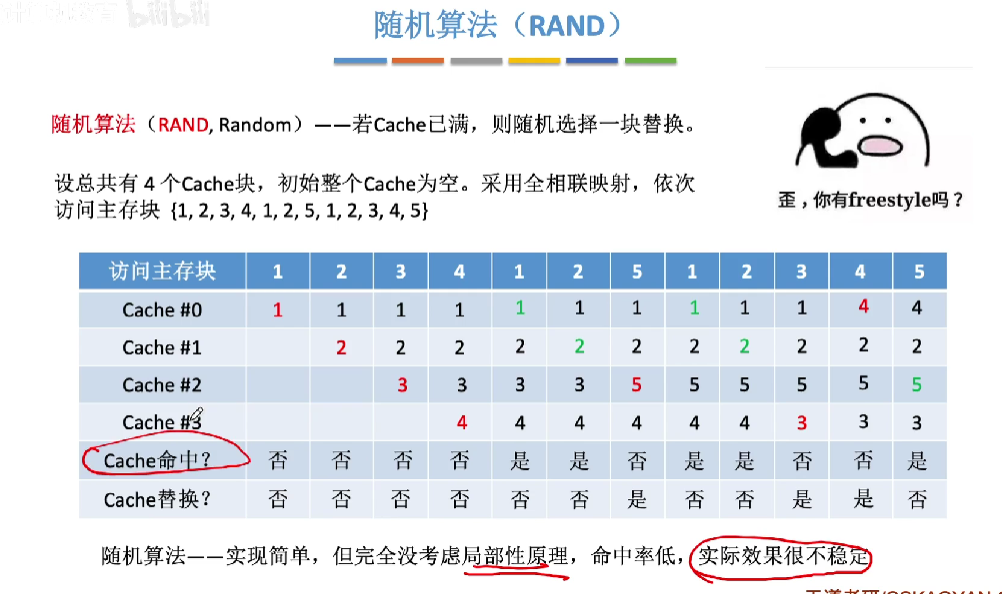 bilibili
随机算法（RAND）
随机算法（RAND, Random）——若Cache已满，则随机选择一块替换。
歪，你有freestyle吗？
设总共有 4 个Cache块，初始整个Cache为空。采用全相联映射，依次
访问主存块 {1, 2, 3, 4, 1, 2, 5, 1, 2, 3, 4, 5}
访问主存块 1 2 3 4 1 2 5 1 2 3 4 5
Cache #0 1 1 1 1 1 1 1 1 1 1 4 4
Cache #1 2 2 2 2 2 2 2 2 2 2 2
Cache #2 3 3 3 3 5 5 5 5 5 5
Cache #3 4 4 4 4 4 4 3 3 3
Cache命中？ 否 否 否 否 是 是 否 是 是 否 否 是
Cache替换？ 否 否 否 否 否 否 是 否 否 是 是 否
随机算法——实现简单，但完全没考虑局部性原理，命中率低，实际效果很不稳定